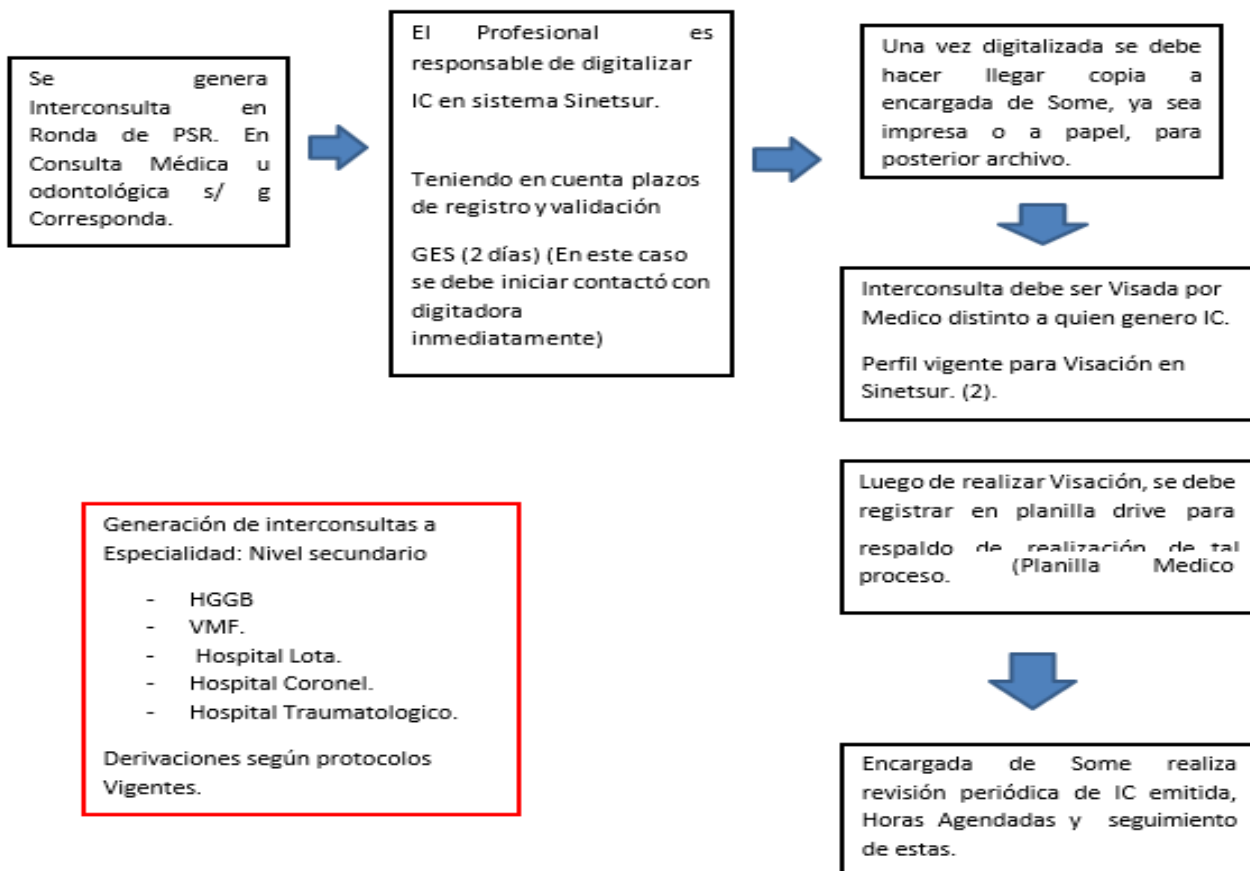 Se genera
Interconsulta en
Ronda de PSR. En
Consulta Médica u
odontológica s/ g
Corresponda.
El Profesional es
responsable de digitalizar
IC en sistema Sinetsur.
Teniendo en cuenta plazos
de registro y validación
GES (2 días) (En este caso
se debe iniciar contactó con
digitadora
inmediatamente)
Una vez digitalizada se debe
hacer llegar copia a
encargada de Some, ya sea
impresa o a papel, para
posterior archivo.
Interconsulta debe ser Visada por
Medico distinto a quien genero IC.
Perfil vigente para Visación en
Sinetsur. (2).
Luego de realizar Visación, se debe
registrar en planilla drive para
respaldo de realización de tal
proceso. (Planilla Medico
Encargada de Some realiza
revisión periódica de IC emitida,
Horas Agendadas y seguimiento
de estas.
Generación de interconsultas a
Especialidad: Nivel secundario
- HGGB
- VMF.
- Hospital Lota.
- Hospital Coronel.
- Hospital Traumatologico.
Derivaciones según protocolos
Vigentes.